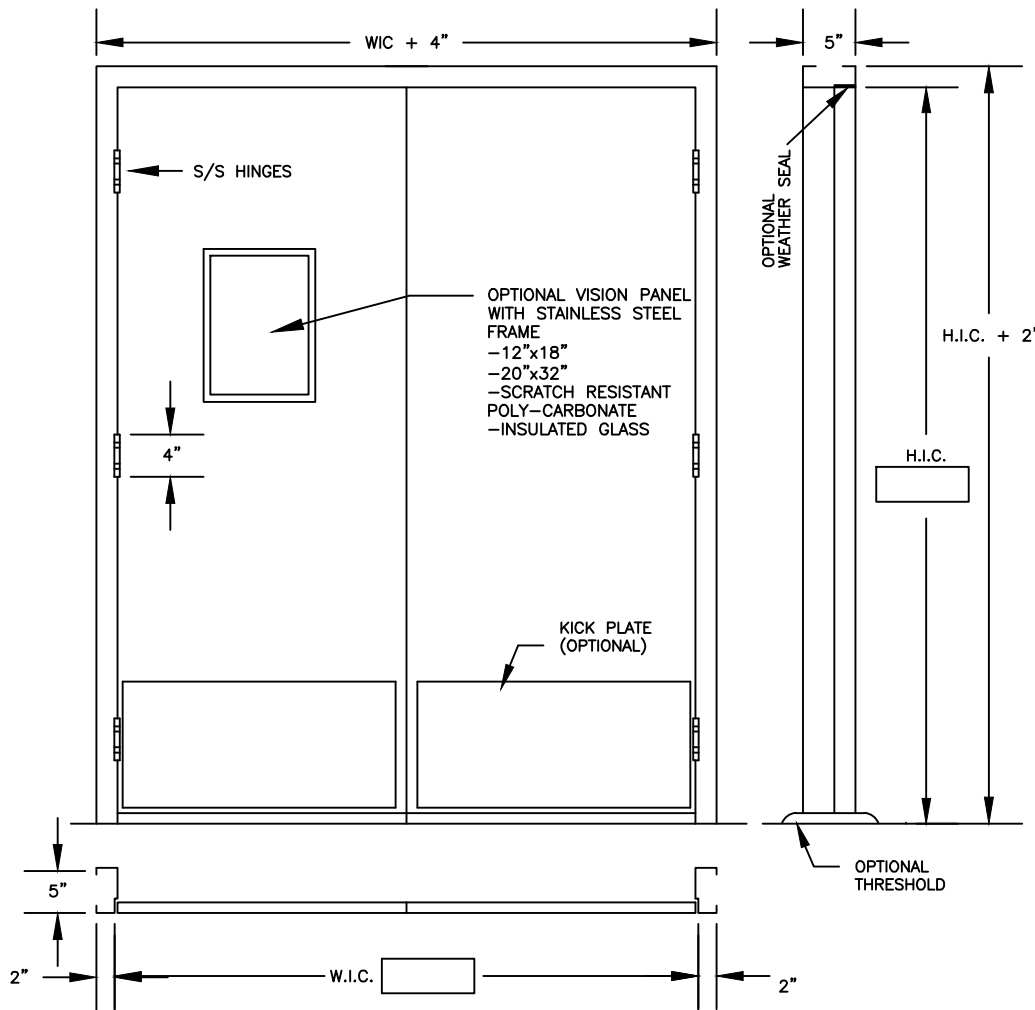 WIC + 4"
5"
S/S HINGES
OPTIONAL
WEATHER SEAL
OPTIONAL VISION PANEL
WITH STAINLESS STEEL
FRAME
-12"x18"
-20"x32"
-SCRATCH RESISTANT
POLY-CARBONATE
-INSULATED GLASS
H.I.C. + 2"
4"
H.I.C.
KICK PLATE
(OPTIONAL)
OPTIONAL
THRESHOLD
5"
2"
W.I.C.
2"